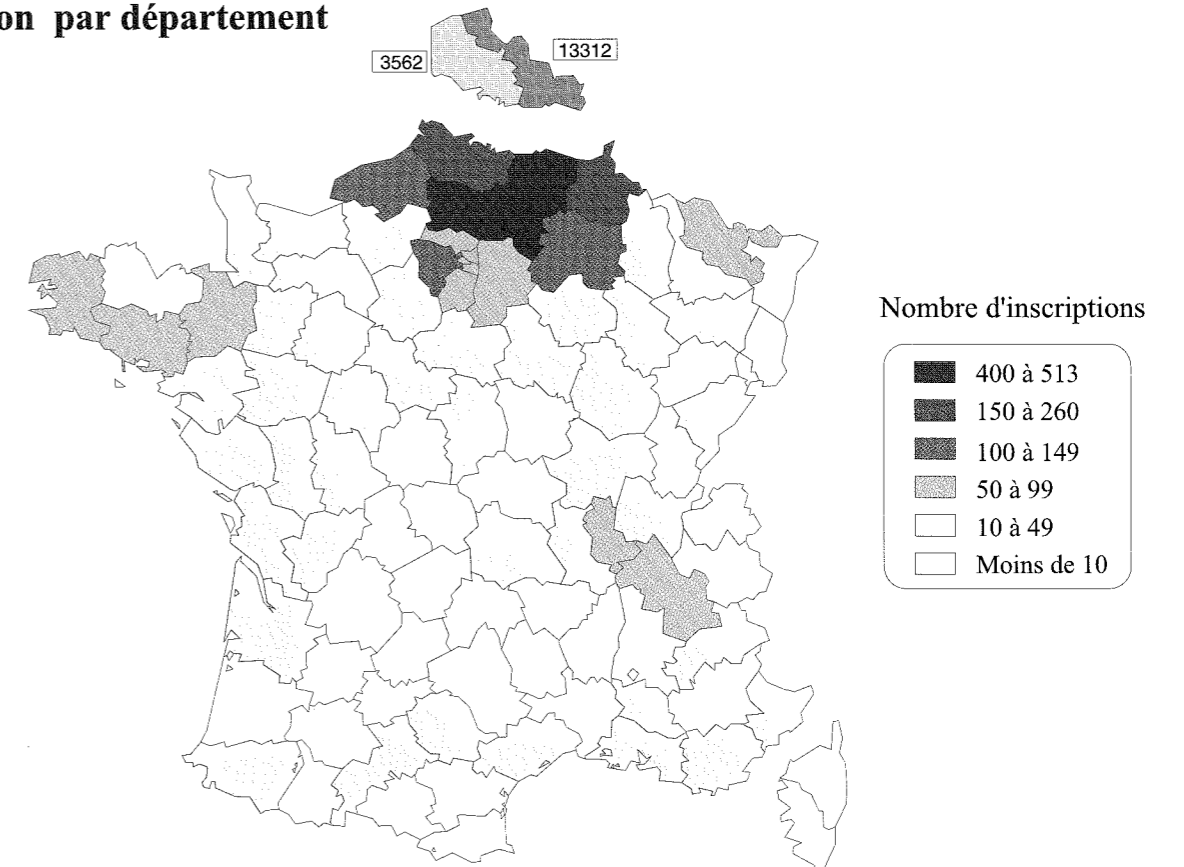 on par département
3562
13312
Nombre d'inscriptions
400 à 513
150 à 260
100 à 149
50 à 99
10 à 49
Moins de 10